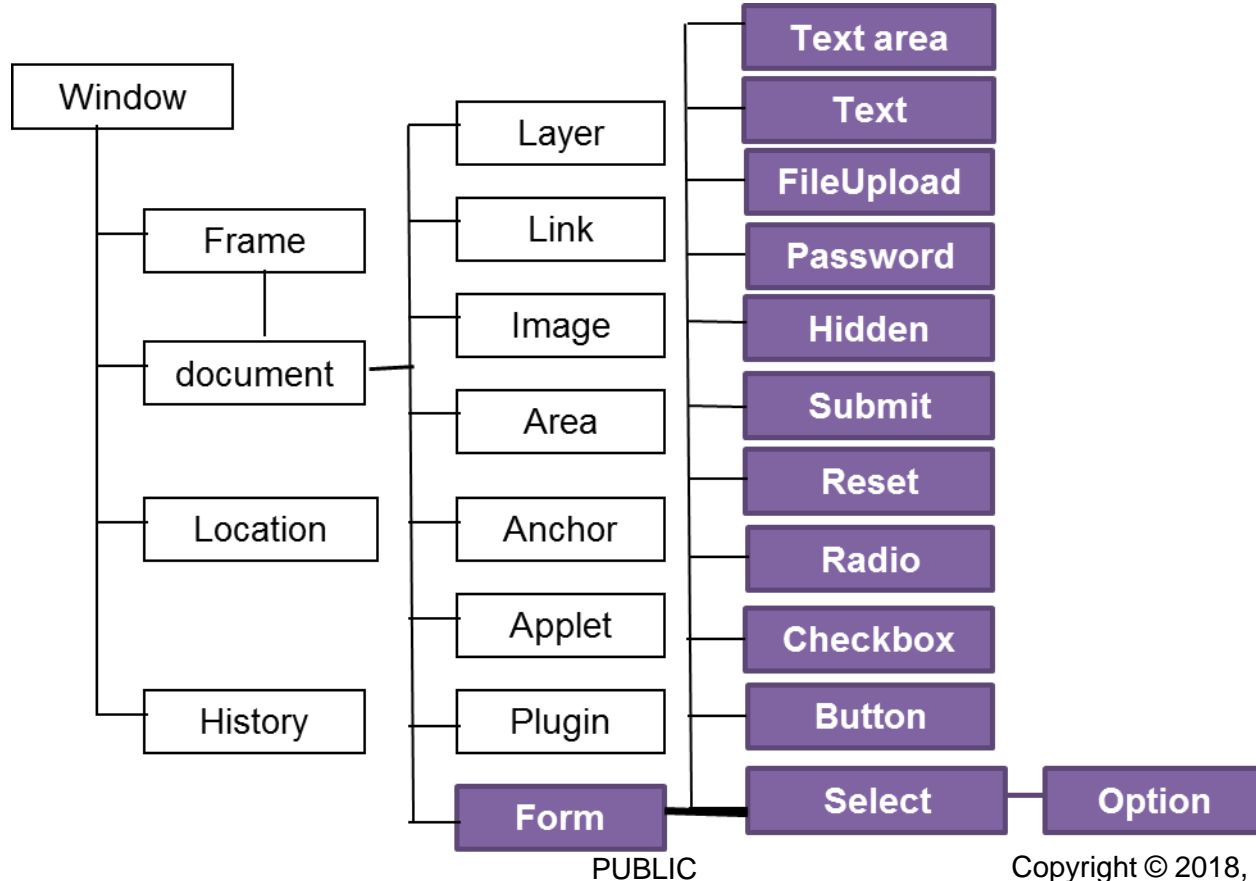 Window
Frame
document
Location
History
Layer
Link
Image
Area
Anchor
Applet
Plugin
Form
Text area
Text
FileUpload
Password
Hidden
Submit
Reset
Radio
Checkbox
Button
Select
Option
PUBLIC
Copyright © 2018,